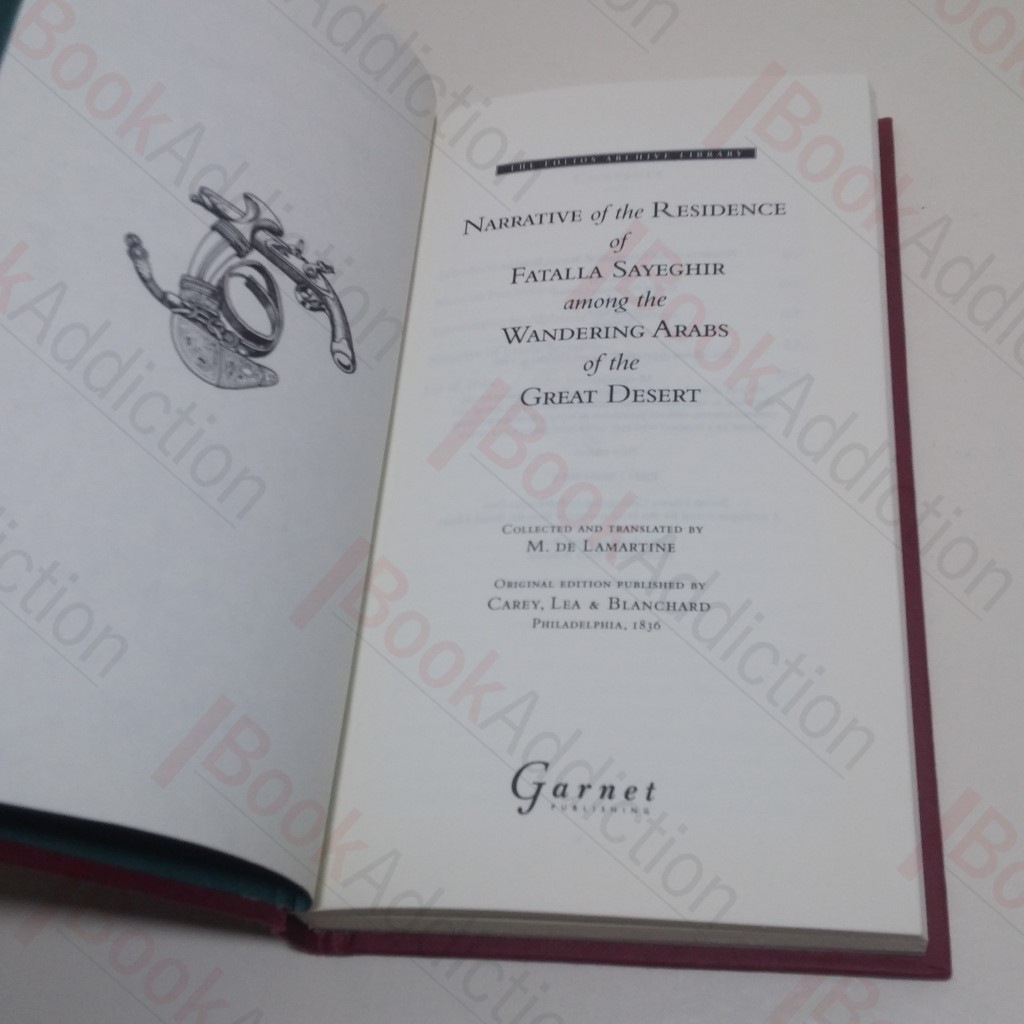 THE FOLIOS ARCHIVE LIBRARY
NARRATIVE of the RESIDENCE
of
FATALLA SAYEGHIR
among the
WANDERING ARABS
of the
GREAT DESERT
COLLECTED AND TRANSLATED BY
M. DE LAMARTINE
ORIGINAL EDITION PUBLISHED BY
CAREY, LEA & BLANCHARD
PHILADELPHIA, 1836
Garnet
PUBLISHING
BookAddiction